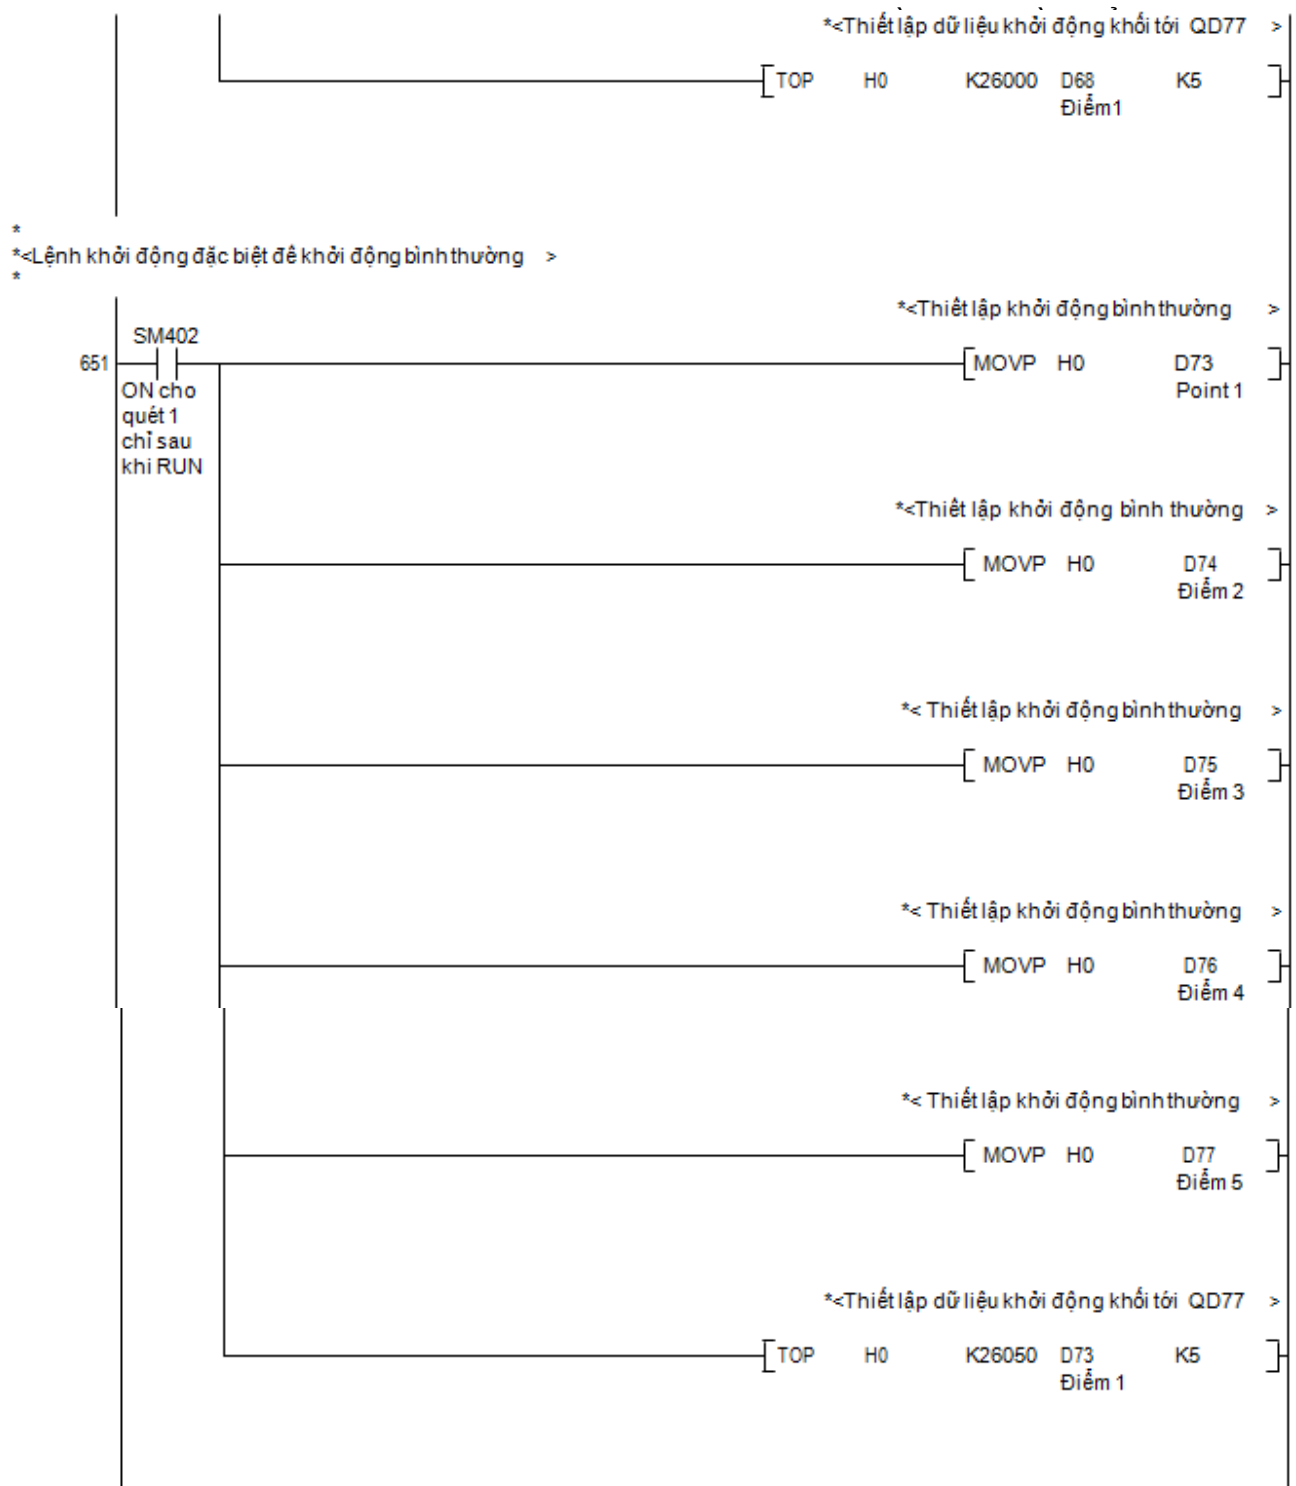 *<Thiết lập dữ liệu khởi động khối tới QD77 >
TOP H0 K26000 D68 K5
Điểm1
*
*<Lệnh khởi động đặc biệt để khởi động bình thường >
*
*<Thiết lập khởi động bình thường >
SM402
651 MOVP H0 D73
Point 1
ON cho
quét 1
chỉ sau
khi RUN
*<Thiết lập khởi động bình thường >
MOVP H0 D74
Điểm 2
*< Thiết lập khởi động bình thường >
MOVP H0 D75
Điểm 3
*< Thiết lập khởi động bình thường >
MOVP H0 D76
Điểm 4
*< Thiết lập khởi động bình thường >
MOVP H0 D77
Điểm 5
*<Thiết lập dữ liệu khởi động khối tới QD77 >
TOP H0 K26050 D73 K5
Điểm 1